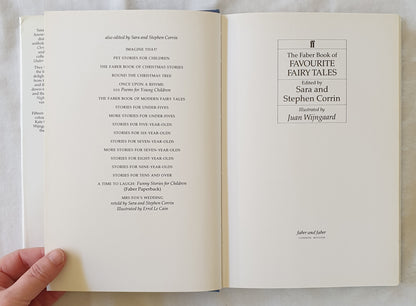 also edited by Sara and Stephen Corrin
IMAGINE THAT!
PET STORIES FOR CHILDREN
THE FABER BOOK OF CHRISTMAS STORIES
ROUND THE CHRISTMAS TREE
ONCE UPON A RHYME
101 Poems for Young Children
THE FABER BOOK OF MODERN FAIRY TALES
STORIES FOR UNDER-FIVES
MORE STORIES FOR UNDER-FIVES
STORIES FOR FIVE-YEAR-OLDS
STORIES FOR SIX-YEAR-OLDS
STORIES FOR SEVEN-YEAR-OLDS
MORE STORIES FOR SEVEN-YEAR-OLDS
STORIES FOR EIGHT-YEAR-OLDS
STORIES FOR NINE-YEAR-OLDS
STORIES FOR TENS AND OVER
A TIME TO LAUGH: Funny Stories for Children
(Faber Paperback)
MRS FOX'S WEDDING
retold by Sara and Stephen Corrin
Illustrated by Errol Le Cain
ff
The Faber Book of
FAVOURITE
FAIRY TALES
Edited by
Sara and
Stephen Corrin
Illustrated by
Juan Wijngaard
faber and faber
LONDON · BOSTON